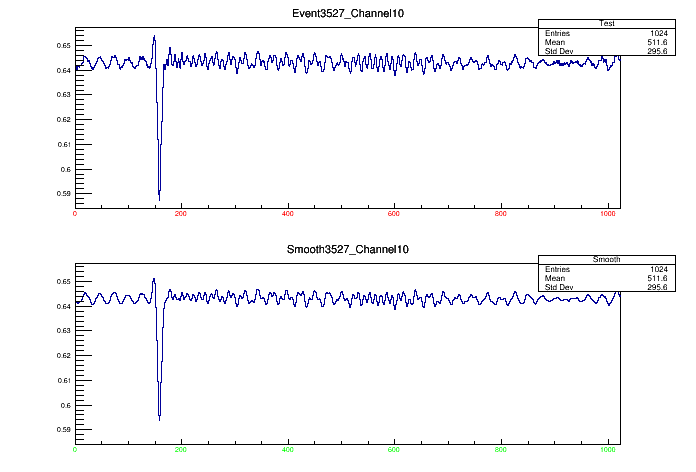 Event3527_Channel10
Test
Entries 1024
Mean 511.6
Std Dev 295.6
0.65
0.64
0.63
0.62
0.61
0.6
0.59
0 200 400 600 800 1000
Smooth3527_Channel10
Smooth
Entries 1024
Mean 511.6
Std Dev 295.6
0.65
0.64
0.63
0.62
0.61
0.6
0.59
0 200 400 600 800 1000